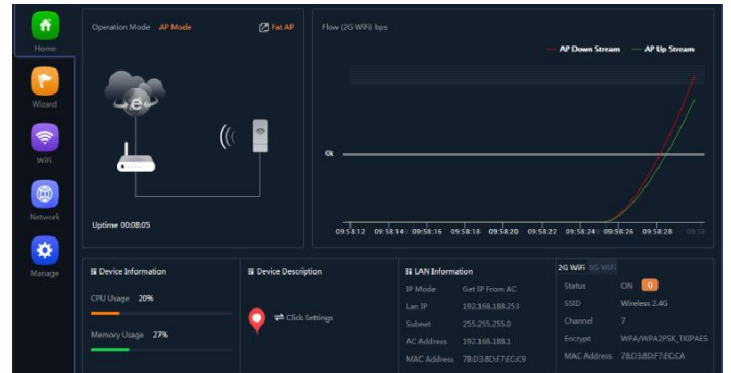 Home
Wizard
WiFi
Network
Manage
Operation Mode AP Mode
Fat AP
Uptime 00:08:05
Flow (2G WiFi) bps
AP Down Stream AP Up Stream
0k
09:58:12 09:58:14 09:58:16 09:58:18 09:58:20 09:58:22 09:58:24 09:58:26 09:58:28
Device Information
CPU Usage 20%
Memory Usage 27%
Device Description
Click Settings
LAN Information
IP Mode Get IP From AC
Lan IP 192.168.188.253
Subnet 255.255.255.0
AC Address 192.168.188.1
MAC Address 78:D3:8D:F7:EC:C9
2G WiFi 5G WiFi
Status ON 0
SSID Wireless 2.4G
Channel 7
Encrypt WPA/WPA2PSK_TKIPAES
MAC Address 78:D3:8D:F7:EC:CA